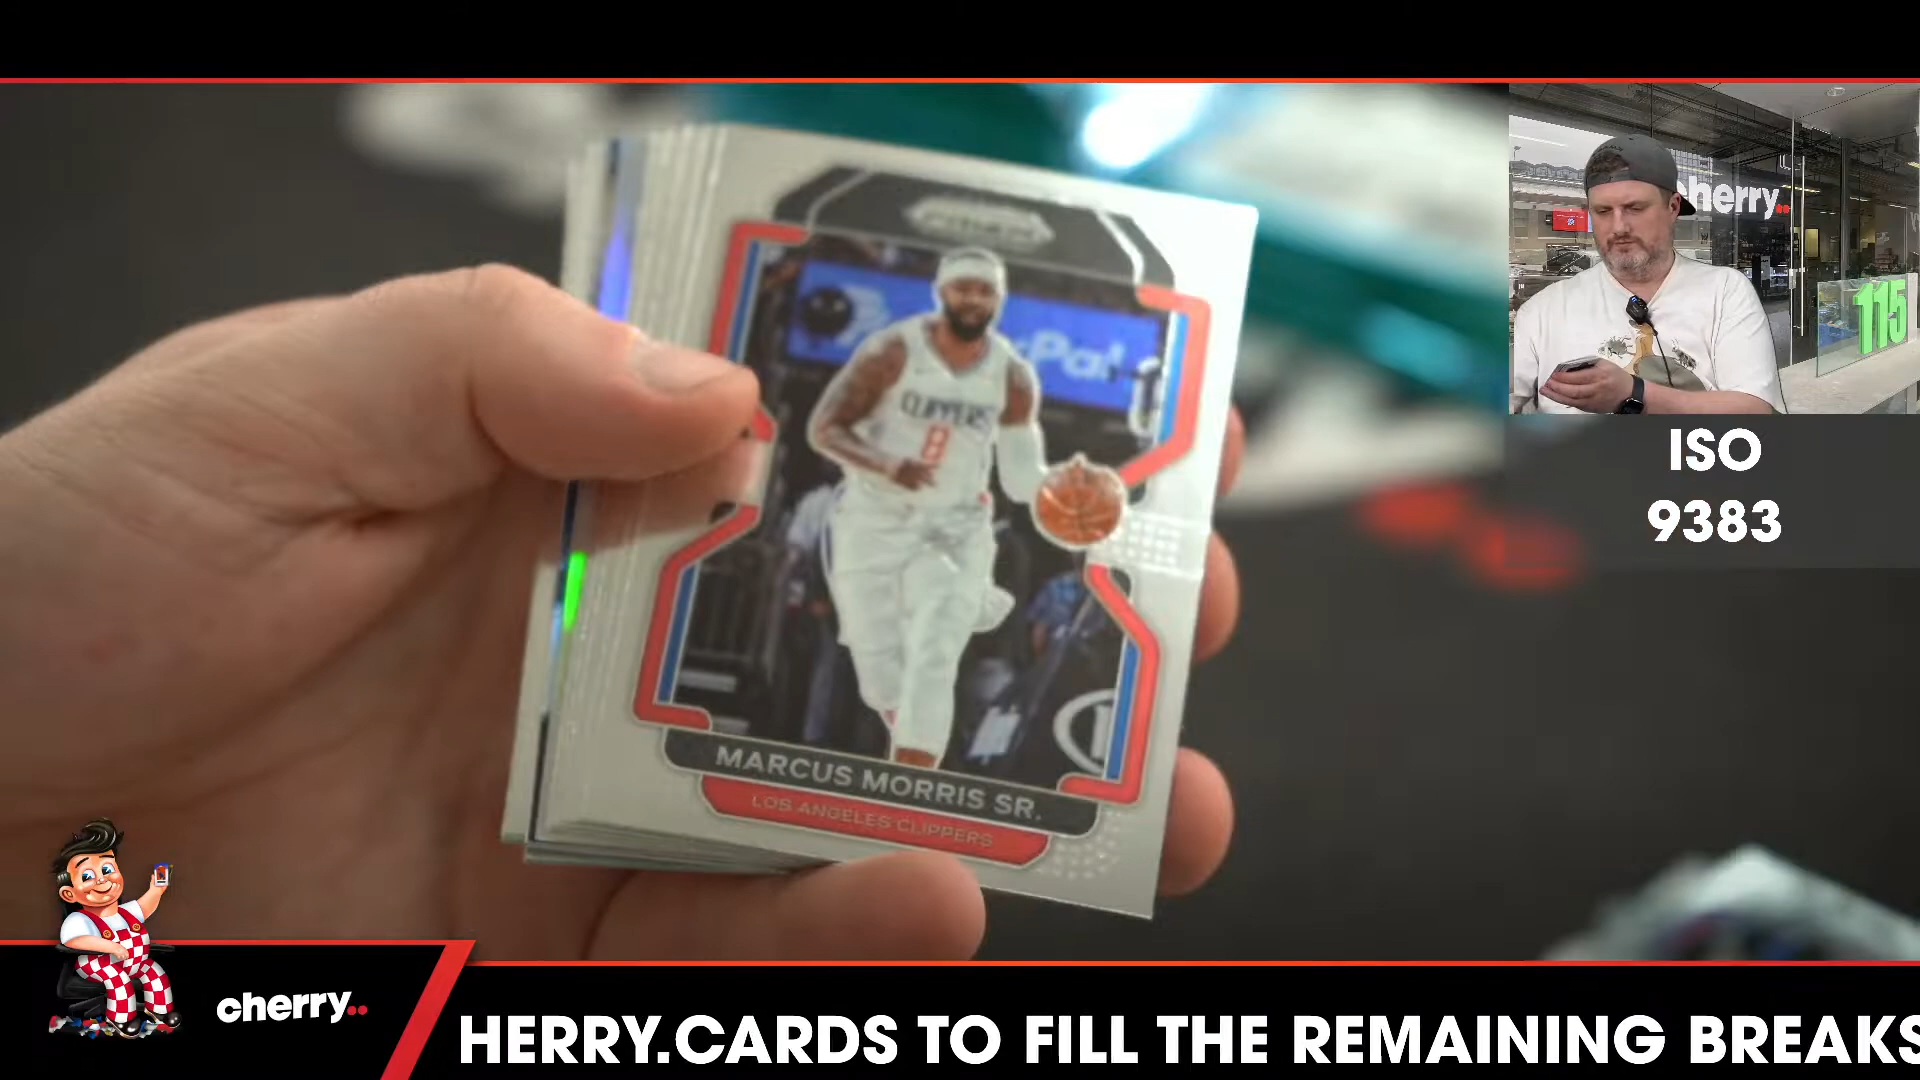 cherry..
115
ISO
9383
CLIPPERS
8
MARCUS MORRIS SR.
LOS ANGELES CLIPPERS
cherry..
HERRY.CARDS TO FILL THE REMAINING BREAKS